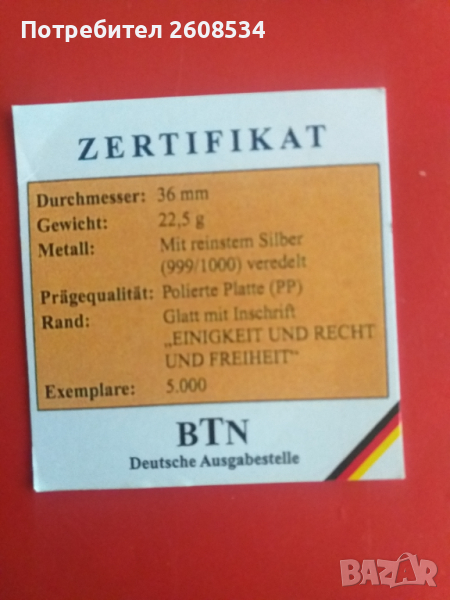 Потребител 2608534
ZERTIFIKAT
Durchmesser: 36 mm
Gewicht: 22,5 g
Metall: Mit reinstem Silber
(999/1000) veredelt
Prägequalität: Polierte Platte (PP)
Rand: Glatt mit Inschrift
„EINIGKEIT UND RECHT
UND FREIHEIT“
Exemplare: 5.000
BTN
Deutsche Ausgabestelle
BAZAR